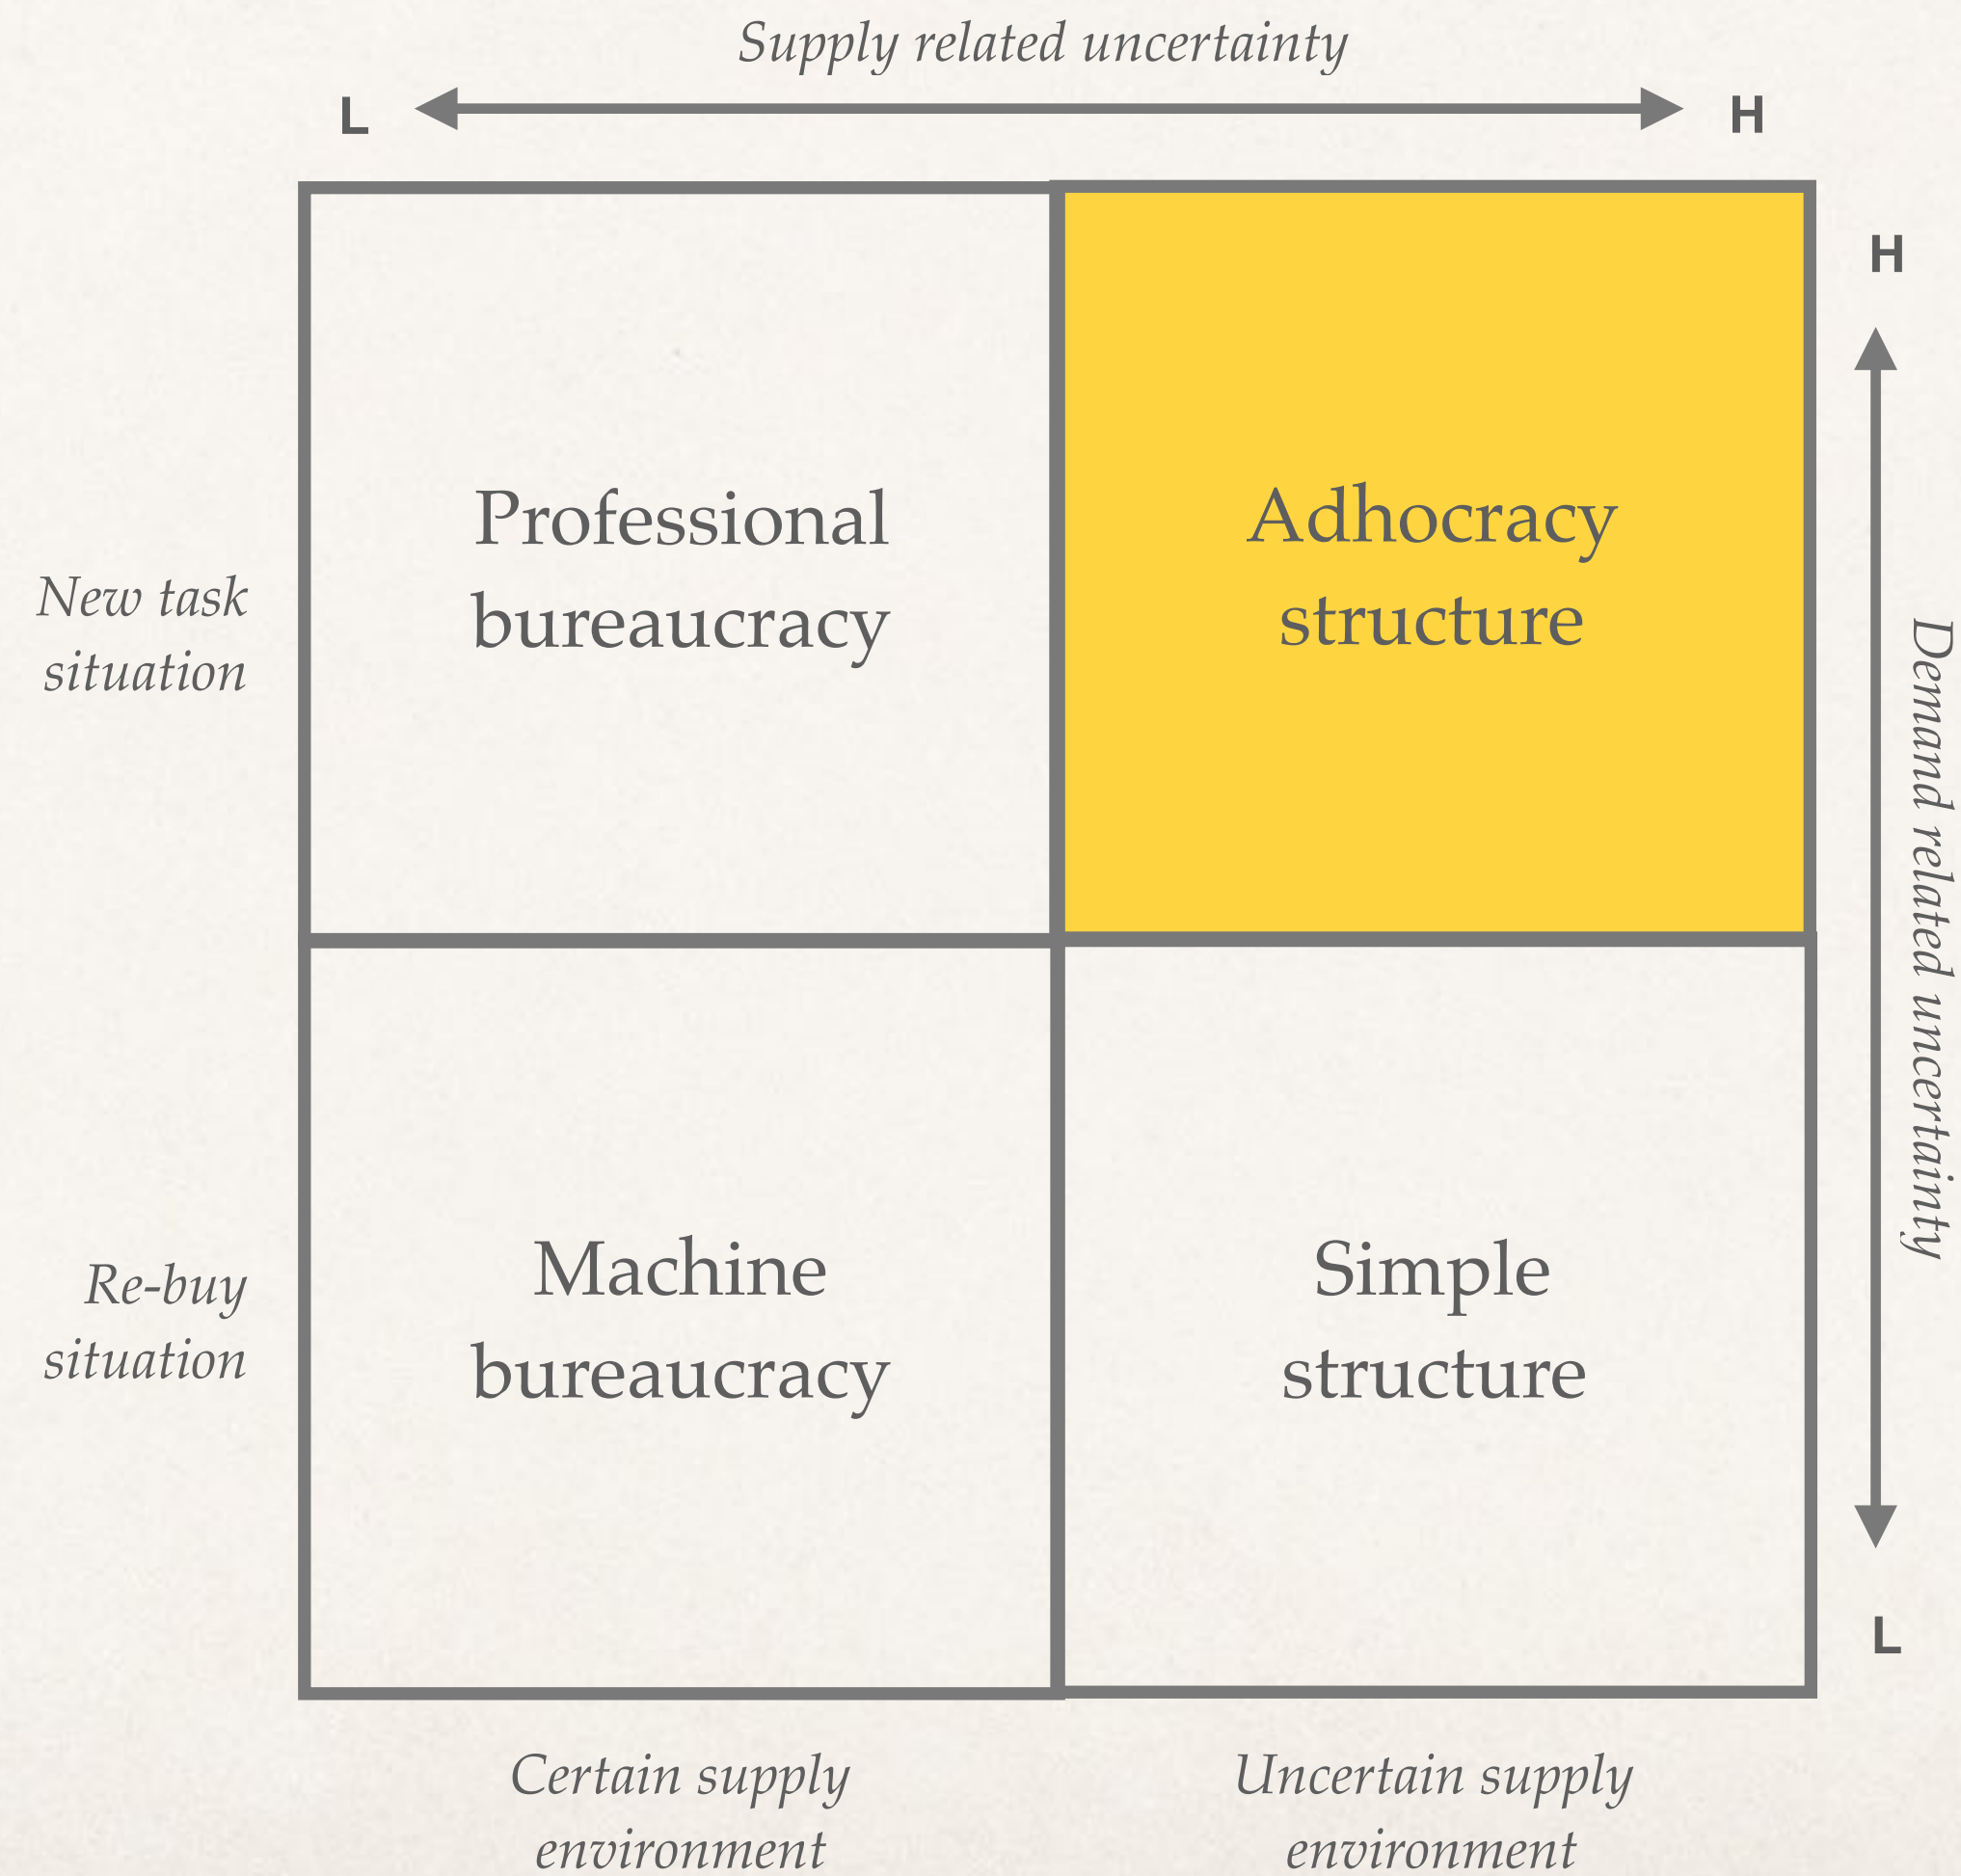 Supply related uncertainty
L
H
H
Professional
bureaucracy
Adhocracy
structure
New task
situation
Demand related uncertainty
Machine
bureaucracy
Simple
structure
Re-buy
situation
L
Certain supply
environment
Uncertain supply
environment